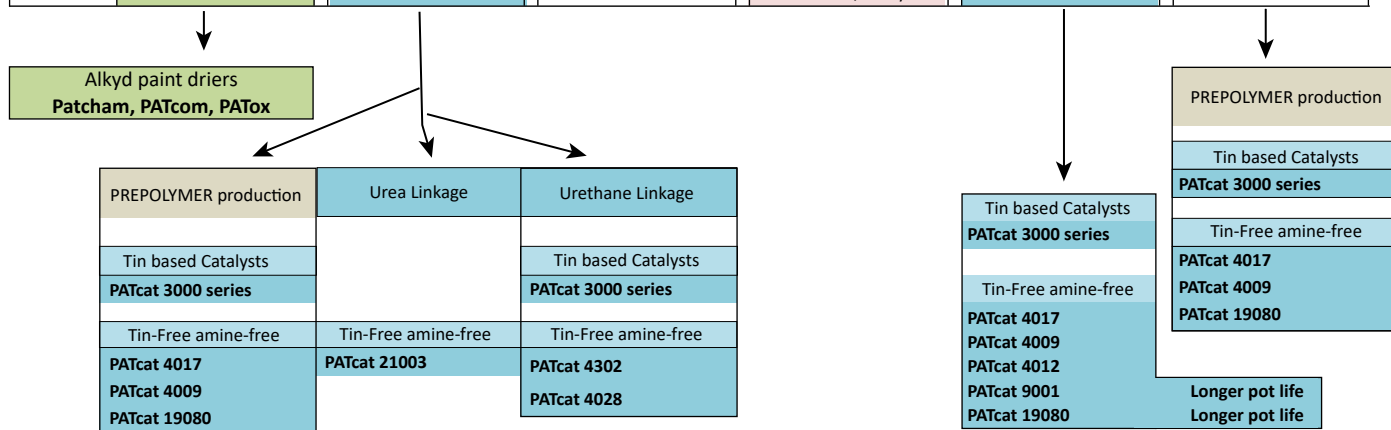 Alkyd paint driers
Patcham, PATcom, PATox
PREPOLYMER production
Urea Linkage
Urethane Linkage
Tin based Catalysts
PATcat 3000 series
Tin based Catalysts
PATcat 3000 series
Tin-Free amine-free
PATcat 4017
PATcat 4009
PATcat 19080
Tin-Free amine-free
PATcat 21003
Tin-Free amine-free
PATcat 4302
PATcat 4028
Tin based Catalysts
PATcat 3000 series
Tin-Free amine-free
PATcat 4017
PATcat 4009
PATcat 4012
PATcat 9001 Longer pot life
PATcat 19080 Longer pot life
PREPOLYMER production
Tin based Catalysts
PATcat 3000 series
Tin-Free amine-free
PATcat 4017
PATcat 4009
PATcat 19080